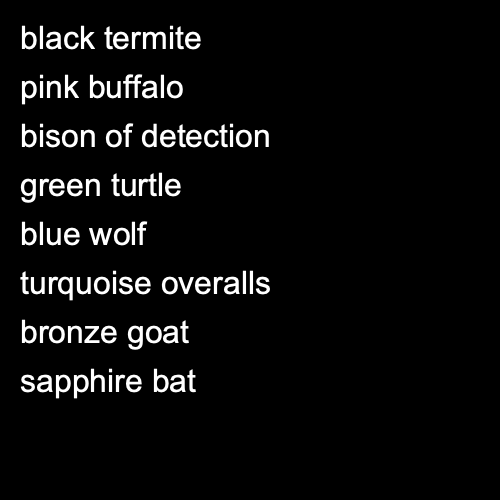 black termite
pink buffalo
bison of detection
green turtle
blue wolf
turquoise overalls
bronze goat
sapphire bat